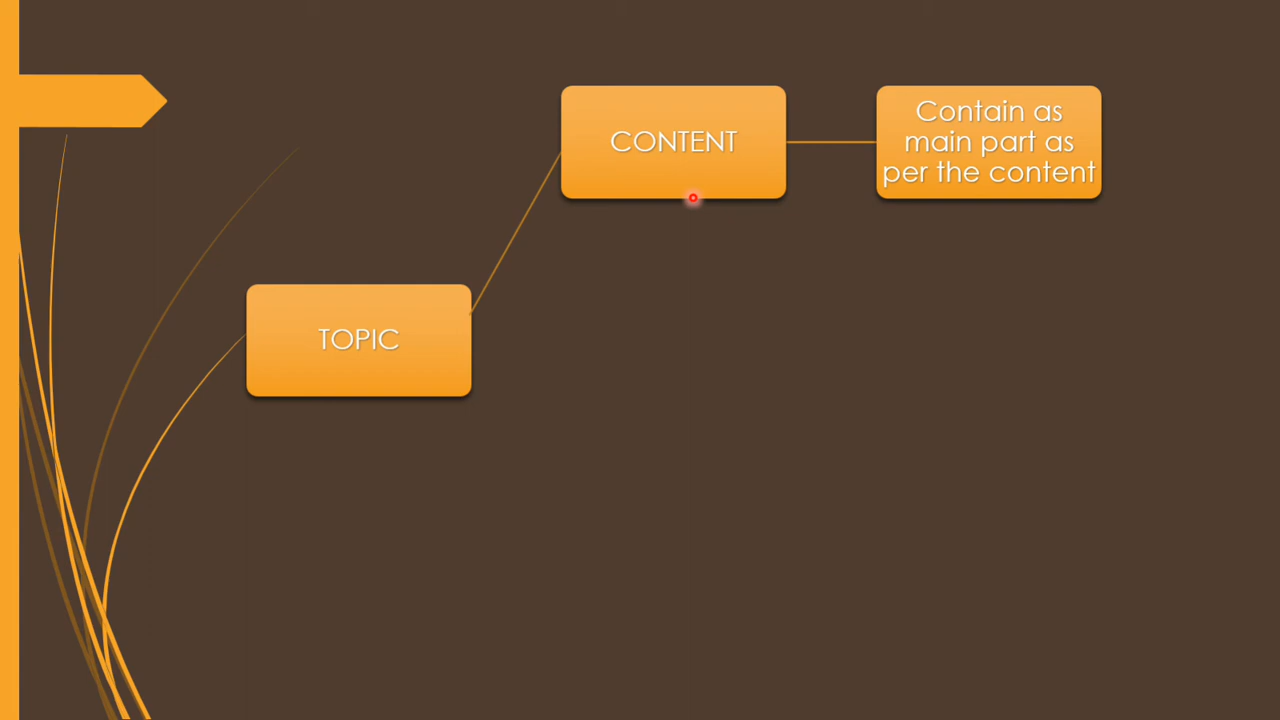 CONTENT
Contain as
main part as
per the content
TOPIC